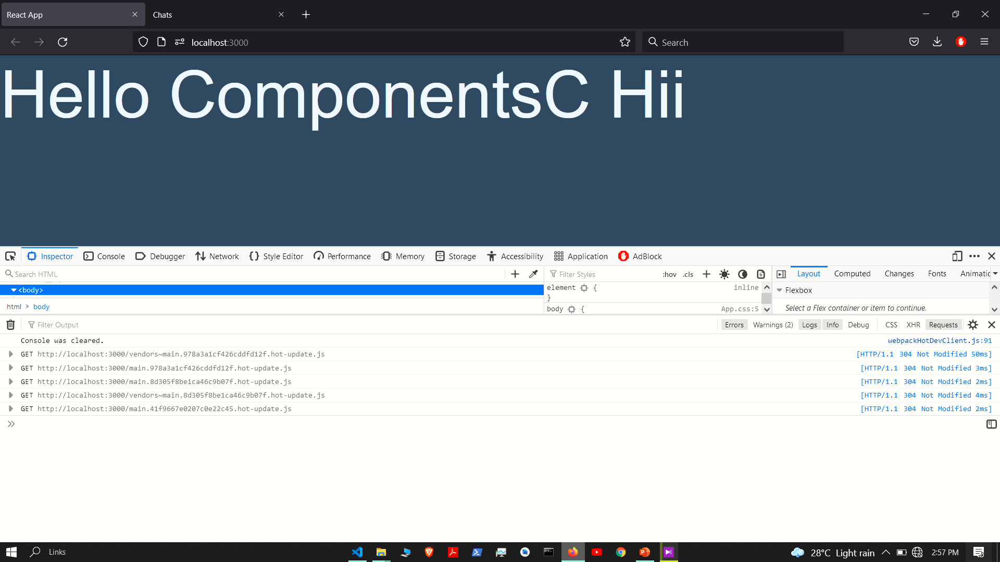 React App
Chats
localhost:3000
Search
Hello ComponentsC Hii
Inspector Console Debugger Network Style Editor Performance Memory Storage Accessibility Application AdBlock
Search HTML
Filter Styles
:hov .cls
Layout Computed Changes Fonts Animatic
<body>
element {
inline
}
body {
App.css:5
Flexbox
Select a Flex container or item to continue.
html > body
Filter Output
Errors Warnings (2) Logs Info Debug CSS XHR Requests
Console was cleared. webpackHotDevClient.js:91
GET http://localhost:3000/vendors~main.978a3a1cf426cddfd12f.hot-update.js [HTTP/1.1 304 Not Modified 50ms]
GET http://localhost:3000/main.978a3a1cf426cddfd12f.hot-update.js [HTTP/1.1 304 Not Modified 3ms]
GET http://localhost:3000/main.8d305f8be1ca46c9b07f.hot-update.js [HTTP/1.1 304 Not Modified 2ms]
GET http://localhost:3000/vendors~main.8d305f8be1ca46c9b07f.hot-update.js [HTTP/1.1 304 Not Modified 4ms]
GET http://localhost:3000/main.41f9667e0207c0e22c45.hot-update.js [HTTP/1.1 304 Not Modified 2ms]
Links
28°C Light rain
2:57 PM